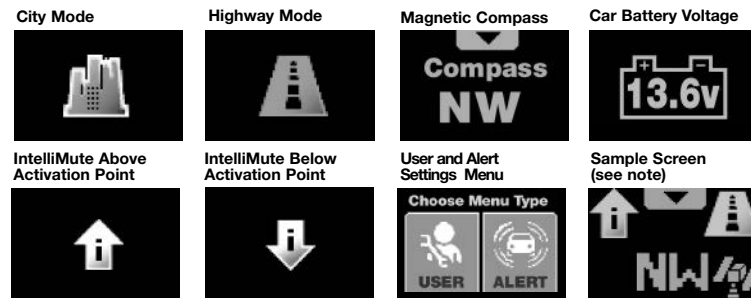 City Mode
Highway Mode
Magnetic Compass
Car Battery Voltage
Compass
NW
+ −
13.6v
IntelliMute Above
Activation Point
IntelliMute Below
Activation Point
User and Alert
Settings Menu
Sample Screen
(see note)
i
i
Choose Menu Type
USER
ALERT
i
NW